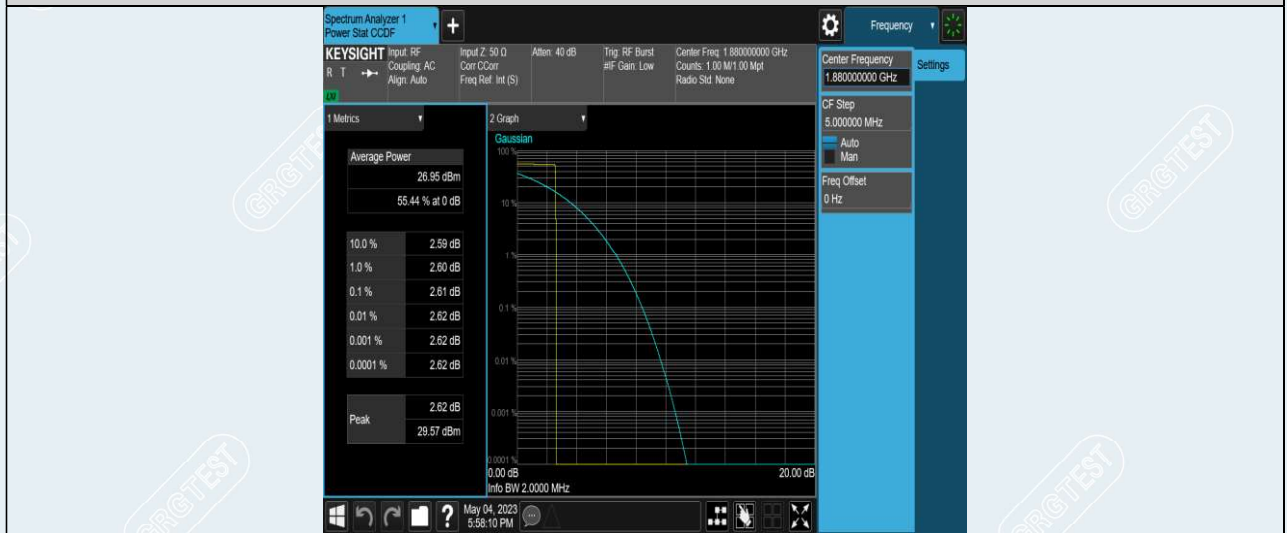 Spectrum Analyzer 1
Power Stat CCDF
+
Frequency
KEYSIGHT
R T
Input: RF
Coupling: AC
Align: Auto
Input Z: 50 Ω
Corr CCorr
Freq Ref: Int (S)
Atten: 40 dB
Trig: RF Burst
#IF Gain: Low
Center Freq: 1.880000000 GHz
Counts: 1.00 M/1.00 Mpt
Radio Std: None
Center Frequency
1.880000000 GHz
Settings
CF Step
5.000000 MHz
Auto
Man
Freq Offset
0 Hz
1 Metrics
Average Power
26.95 dBm
55.44 % at 0 dB
10.0 % 2.59 dB
1.0 % 2.60 dB
0.1 % 2.61 dB
0.01 % 2.62 dB
0.001 % 2.62 dB
0.0001 % 2.62 dB
Peak
2.62 dB
29.57 dBm
2 Graph
Gaussian
100 %
10 %
1 %
0.1 %
0.01 %
0.001 %
0.0001 %
0.00 dB
20.00 dB
Info BW 2.0000 MHz
?
May 04, 2023
5:58:10 PM
GRGTEST
GRGTEST
GRGTEST
GRGTEST